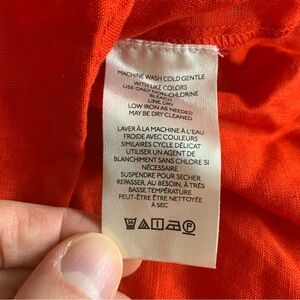 MACHINE WASH COLD GENTLE
WITH LIKE COLORS
USE ONLY NON-CHLORINE
BLEACH
LINE DRY
LOW IRON AS NEEDED
MAY BE DRY CLEANED
LAVER À LA MACHINE À L'EAU
FROIDE AVEC COULEURS
SIMILAIRES CYCLE DÉLICAT
UTILISER UN AGENT DE
BLANCHIMENT SANS CHLORE SI
NÉCESSAIRE
SUSPENDRE POUR SÉCHER
REPASSER, AU BESOIN, À TRÈS
BASSE TEMPÉRATURE
PEUT-ÊTRE ÊTRE NETTOYÉE
À SEC